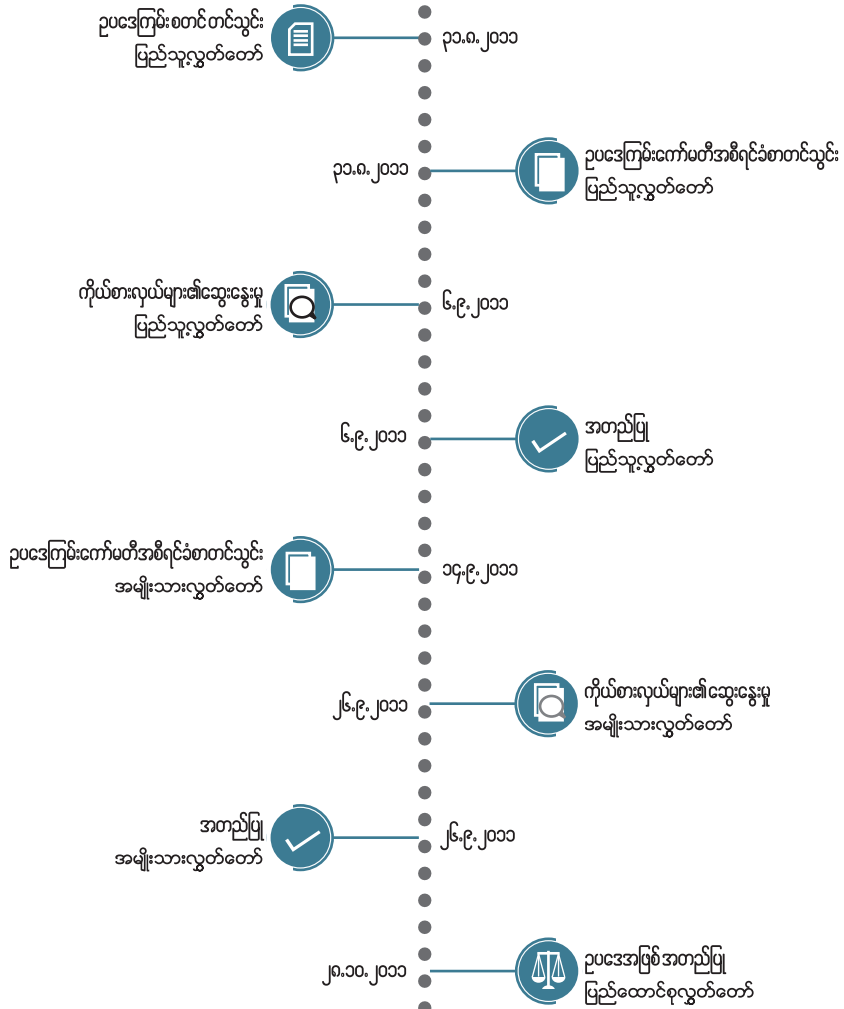 ဥပဒေကြမ်းစတင်တင်သွင်း
ပြည်သူ့လွှတ်တော်
၃၁.၈.၂၀၁၁
၃၁.၈.၂၀၁၁
ဥပဒေကြမ်းကော်မတီအစီရင်ခံစာတင်သွင်း
ပြည်သူ့လွှတ်တော်
ကိုယ်စားလှယ်များ၏ဆွေးနွေးမှု
ပြည်သူ့လွှတ်တော်
၆.၉.၂၀၁၁
၆.၉.၂၀၁၁
အတည်ပြု
ပြည်သူ့လွှတ်တော်
ဥပဒေကြမ်းကော်မတီအစီရင်ခံစာတင်သွင်း
အမျိုးသားလွှတ်တော်
၁၄.၉.၂၀၁၁
၂၆.၉.၂၀၁၁
ကိုယ်စားလှယ်များ၏ဆွေးနွေးမှု
အမျိုးသားလွှတ်တော်
အတည်ပြု
အမျိုးသားလွှတ်တော်
၂၆.၉.၂၀၁၁
၂၈.၁၀.၂၀၁၁
ဥပဒေအဖြစ်အတည်ပြု
ပြည်ထောင်စုလွှတ်တော်